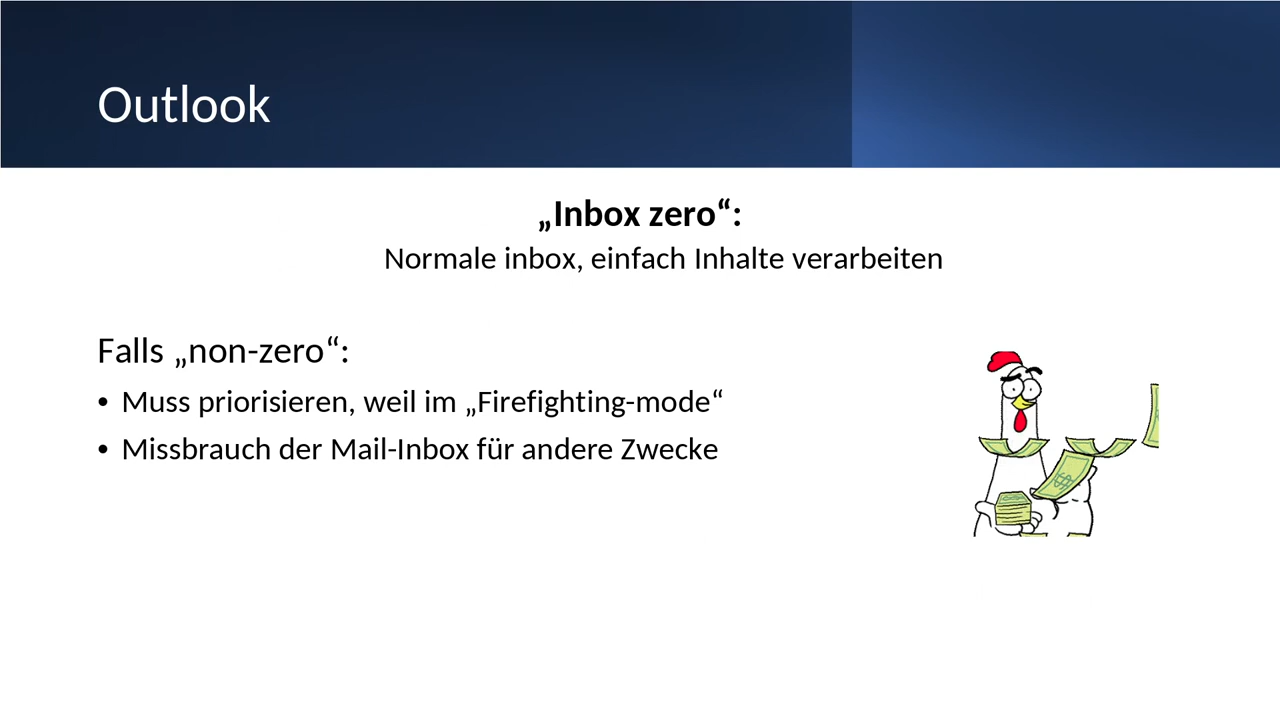 Outlook
„Inbox zero“:
Normale inbox, einfach Inhalte verarbeiten
Falls „non-zero“:
• Muss priorisieren, weil im „Firefighting-mode“
• Missbrauch der Mail-Inbox für andere Zwecke